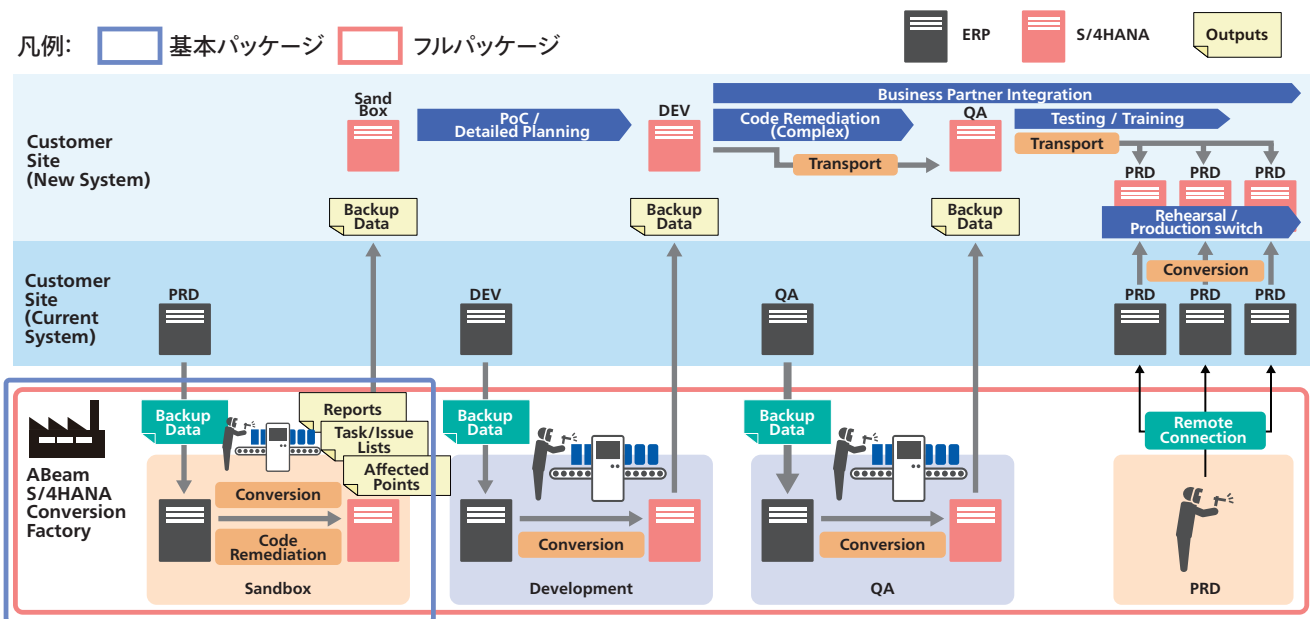 凡例:
基本パッケージ
フルパッケージ
ERP
S/4HANA
Outputs
Customer
Site
(New System)
Sand
Box
PoC /
Detailed Planning
DEV
Business Partner Integration
Code Remediation
(Complex)
Transport
QA
Testing / Training
Transport
PRD
PRD
PRD
Rehearsal /
Production switch
Backup
Data
Backup
Data
Backup
Data
Customer
Site
(Current
System)
PRD
DEV
QA
Conversion
PRD
PRD
PRD
ABeam
S/4HANA
Conversion
Factory
Backup
Data
Reports
Task/Issue
Lists
Affected
Points
Conversion
Code
Remediation
Sandbox
Backup
Data
Conversion
Development
Backup
Data
Conversion
QA
Remote
Connection
PRD